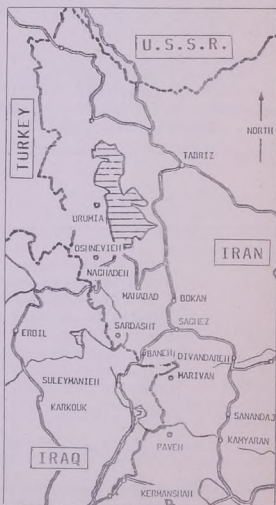 U.S.S.R.
TURKEY
NORTH
TABRIZ
URUMIA
OSHNEVIEH
IRAN
NAGHADEH
MAHABAD
BOKAN
SARDASHT
SAGHEZ
ERBIL
BANEH
DIVANDAREH
SULEYMANIEH
MARIVAN
KARKOUK
SANANDAJ
KAMYARAN
PAVEH
IRAQ
KERMANSHAH